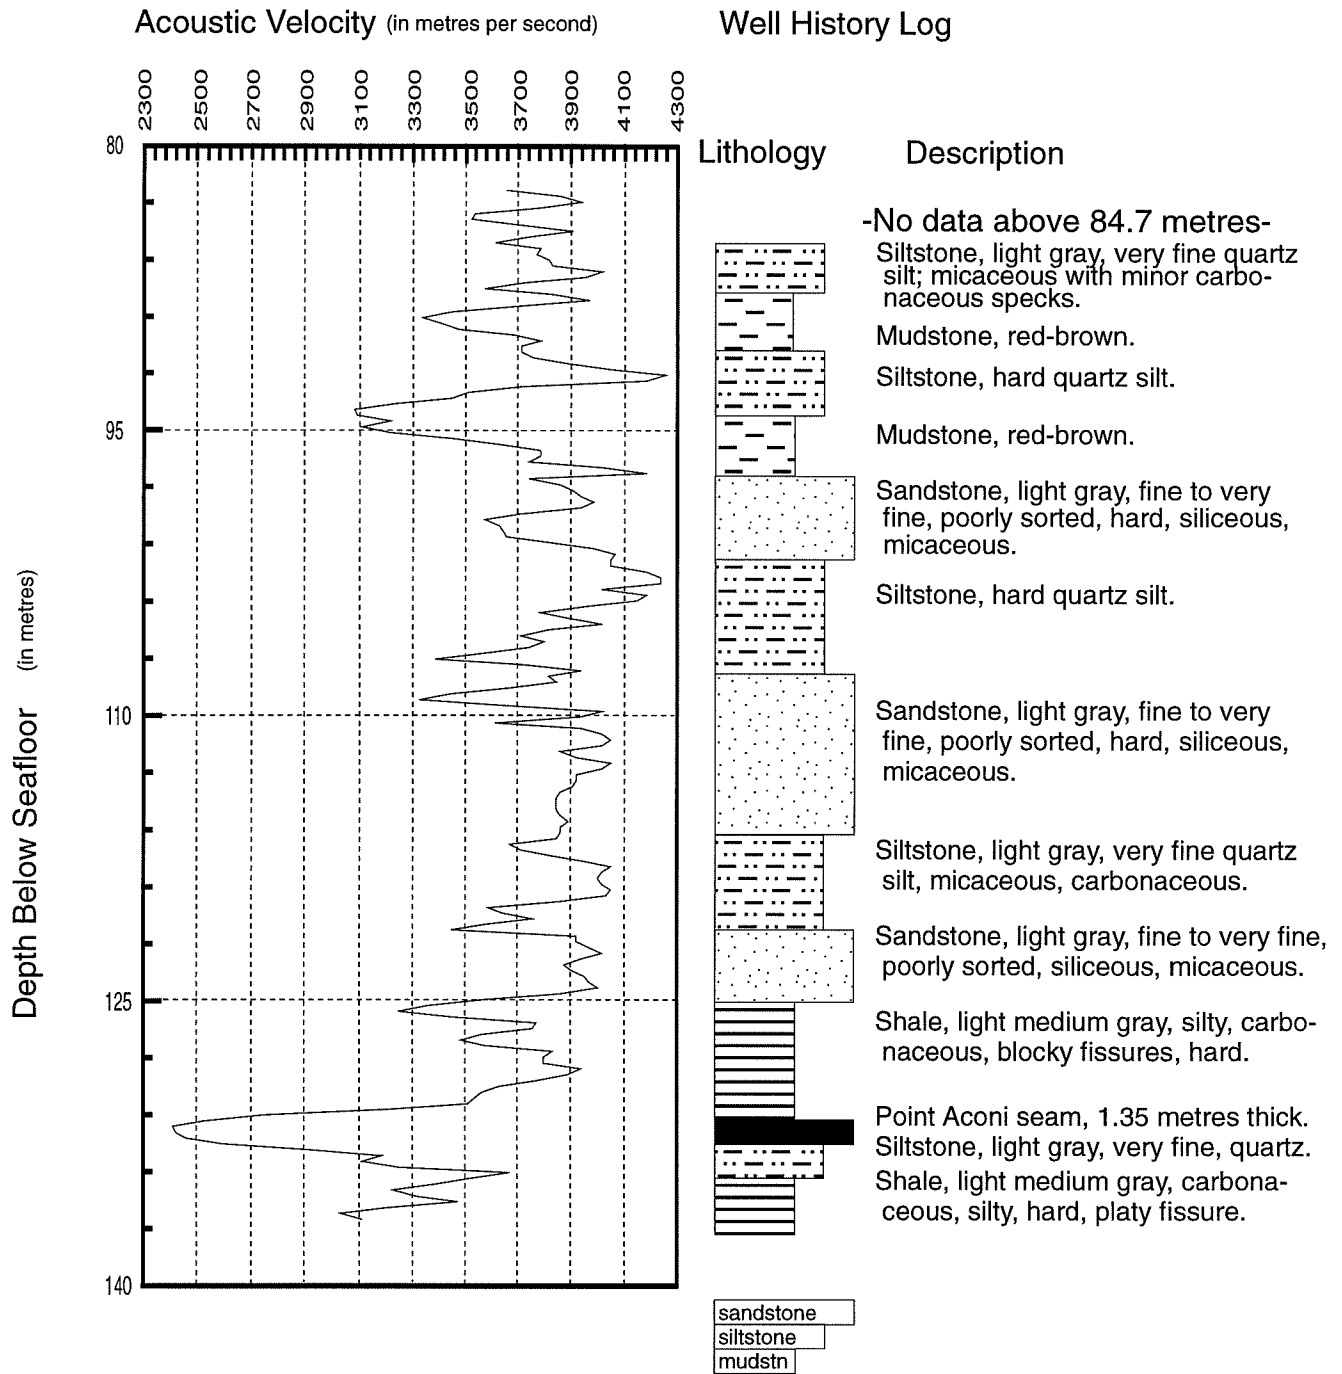 Acoustic Velocity (in metres per second)
Well History Log
2300 2500 2700 2900 3100 3300 3500 3700 3900 4100 4300
80
95
110
125
140
Depth Below Seafloor (in metres)
Lithology Description
-No data above 84.7 metres-
Siltstone, light gray, very fine quartz
silt; micaceous with minor carbo-
naceous specks.
Mudstone, red-brown.
Siltstone, hard quartz silt.
Mudstone, red-brown.
Sandstone, light gray, fine to very
fine, poorly sorted, hard, siliceous,
micaceous.
Siltstone, hard quartz silt.
Sandstone, light gray, fine to very
fine, poorly sorted, hard, siliceous,
micaceous.
Siltstone, light gray, very fine quartz
silt, micaceous, carbonaceous.
Sandstone, light gray, fine to very fine,
poorly sorted, siliceous, micaceous.
Shale, light medium gray, silty, carbo-
naceous, blocky fissures, hard.
Point Aconi seam, 1.35 metres thick.
Siltstone, light gray, very fine, quartz.
Shale, light medium gray, carbona-
ceous, silty, hard, platy fissure.
sandstone
siltstone
mudstn